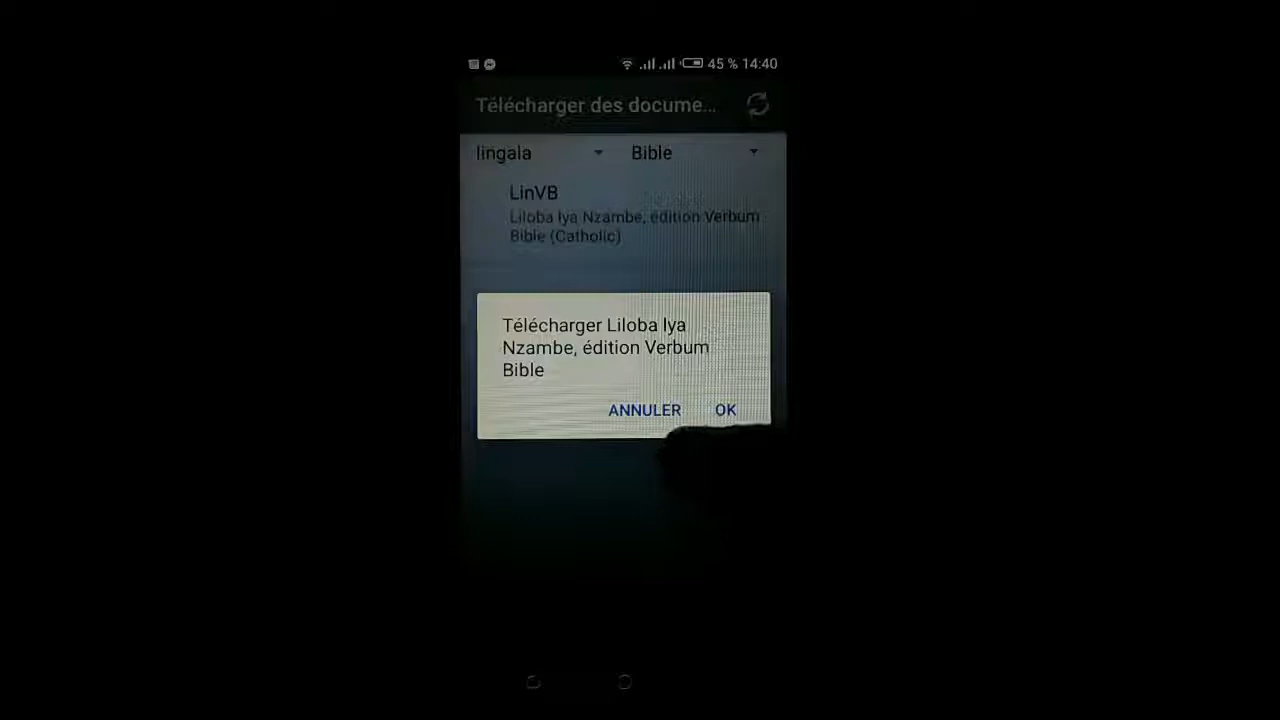 45 % 14:40
Télécharger des docume...
lingala Bible
LinVB
Liloba lya Nzambe, édition Verbum
Bible (Catholic)
Télécharger Liloba lya
Nzambe, édition Verbum
Bible
ANNULER OK